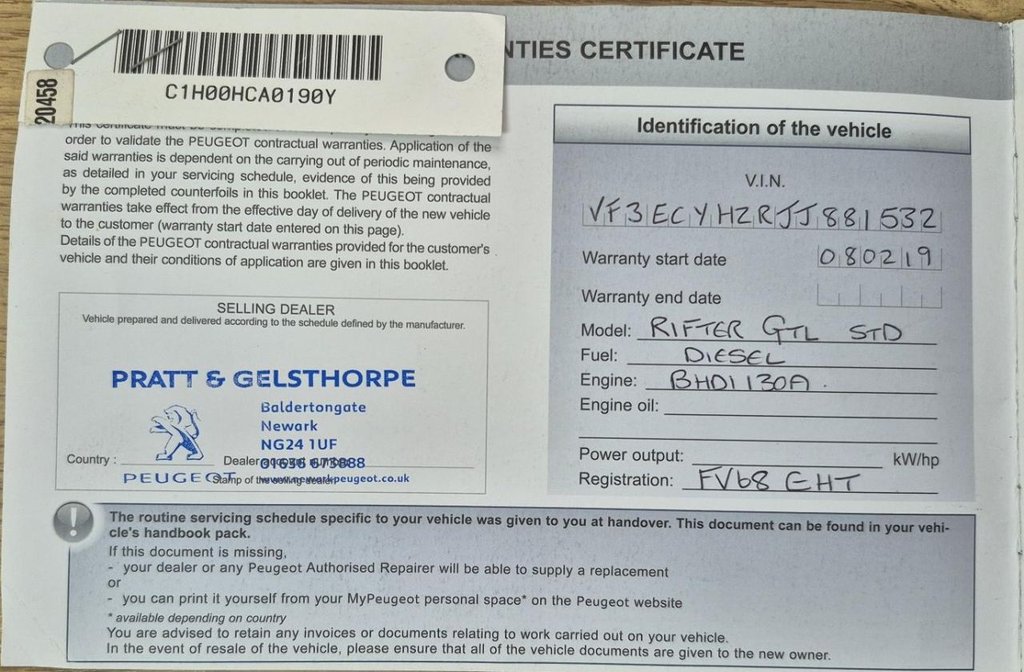 C1H00HCA0190Y
20458
NTIES CERTIFICATE
order to validate the PEUGEOT contractual warranties. Application of the
said warranties is dependent on the carrying out of periodic maintenance,
as detailed in your servicing schedule, evidence of this being provided
by the completed counterfoils in this booklet. The PEUGEOT contractual
warranties take effect from the effective day of delivery of the new vehicle
to the customer (warranty start date entered on this page).
Details of the PEUGEOT contractual warranties provided for the customer's
vehicle and their conditions of application are given in this booklet.
SELLING DEALER
Vehicle prepared and delivered according to the schedule defined by the manufacturer.
PRATT & GELSTHORPE
Baldertongate
Newark
NG24 1UF
01636 673888
Country :
Dealer
PEUGEOT
Stamp of the selling dealer
www.newarkpeugeot.co.uk
Identification of the vehicle
V.I.N.
VF3ECYHZRJJ881532
Warranty start date 080219
Warranty end date
Model: RIFTER GTL STD
Fuel: DIESEL
Engine: BHD1130A.
Engine oil:
Power output: kW/hp
Registration: FV68 EHT
The routine servicing schedule specific to your vehicle was given to you at handover. This document can be found in your vehi-
cle's handbook pack.
If this document is missing,
- your dealer or any Peugeot Authorised Repairer will be able to supply a replacement
or
- you can print it yourself from your MyPeugeot personal space* on the Peugeot website
* available depending on country
You are advised to retain any invoices or documents relating to work carried out on your vehicle.
In the event of resale of the vehicle, please ensure that all of the vehicle documents are given to the new owner.